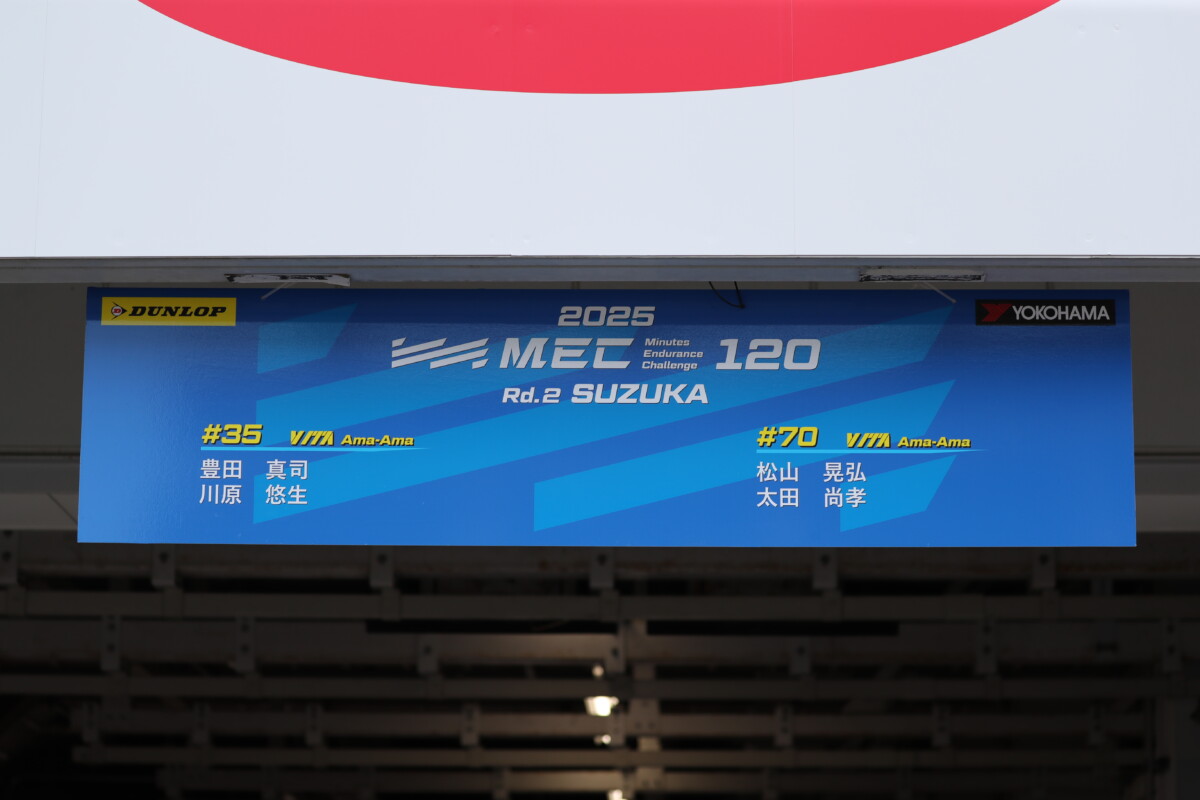 DUNLOP
YOKOHAMA
2025
MEC Minutes Endurance Challenge 120
Rd.2 SUZUKA
#35 VITA Ama-Ama
豊田 真司
川原 悠生
#70 VITA Ama-Ama
松山 晃弘
太田 尚孝